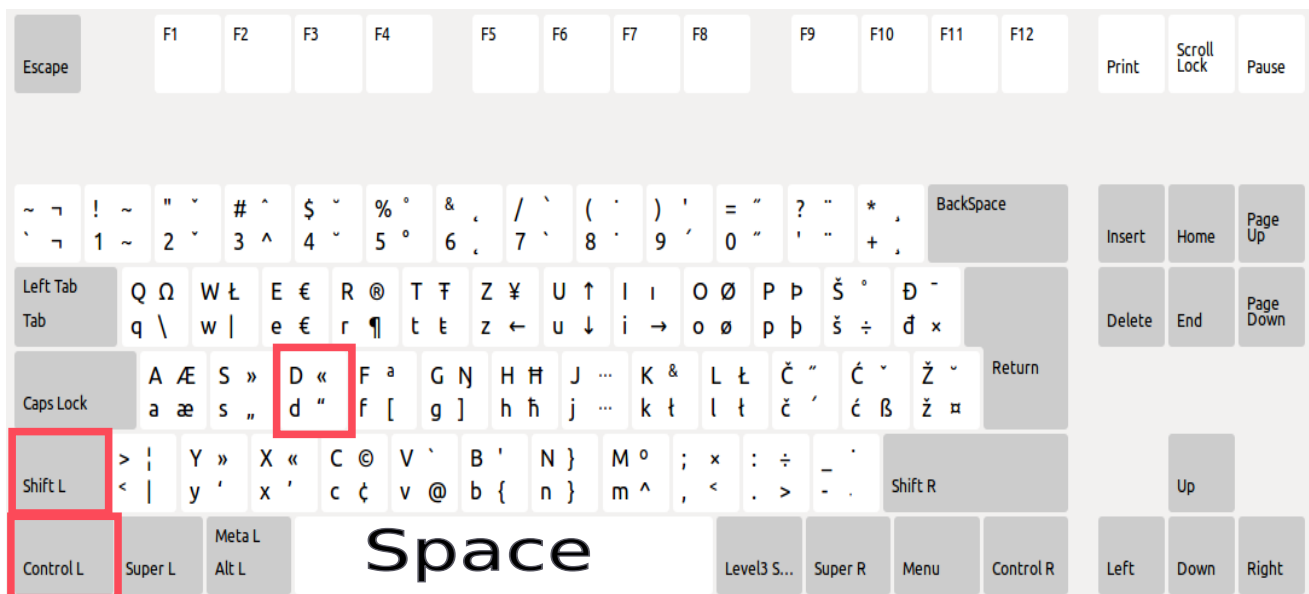 F1 F2 F3 F4 F5 F6 F7 F8 F9 F10 F11 F12
Escape Print Scroll Lock Pause
~ ¬ ! ~ " ˇ # ^ $ ˘ % ° & ˛ / ` ( ˙ ) ' = ˝ ? ¨ * ¸ BackSpace
` ¬ 1 ~ 2 ˇ 3 ^ 4 ˘ 5 ° 6 ˛ 7 ` 8 ˙ 9 ´ 0 ˝ ' ¨ + ¸ Insert Home Page Up
Left Tab Q Ω W Ł E € R ® T Ŧ Z ¥ U ↑ I ı O Ø P Þ Š ° Đ ¯
Tab q \ w | e € r ¶ t ŧ z ← u ↓ i → o ø p þ š ÷ đ × Delete End Page Down
A Æ S » D « F ª G Ŋ H Ħ J … K & L Ł Č ˝ Ć ˇ Ž ˘ Return
Caps Lock a æ s „ d “ f [ g ] h ħ j … k ł l ł č ´ ć ß ž ¤
> ¦ Y » X « C © V ` B ' N } M º ; × : ÷ _ ˙
Shift L < | y ‘ x ’ c ¢ v @ b { n } m ^ , < . > - . Shift R Up
Meta L Space
Control L Super L Alt L Level3 S... Super R Menu Control R Left Down Right